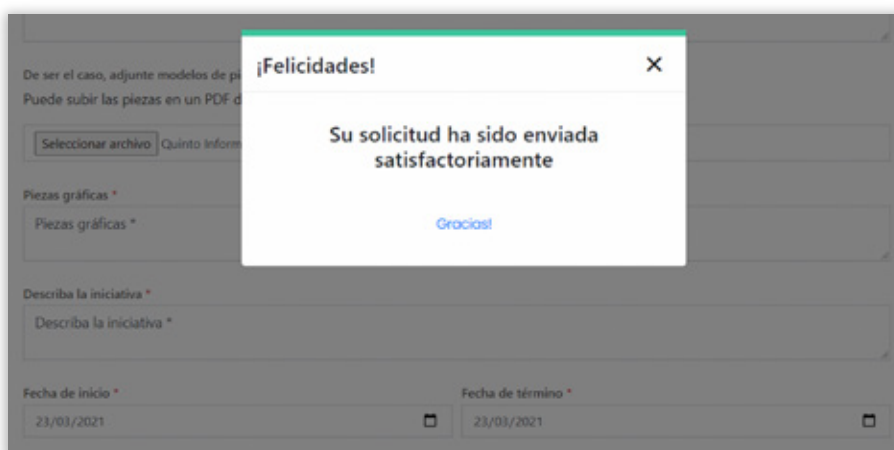 ¡Felicidades!
Su solicitud ha sido enviada
satisfactoriamente
Gracias!
De ser el caso, adjunte modelos de
Puede subir las piezas en un PDF
Seleccionar archivo Quinto
Piezas gráficas *
Piezas gráficas *
Describa la iniciativa *
Describa la iniciativa *
Fecha de inicio * Fecha de término *
23/03/2021 23/03/2021